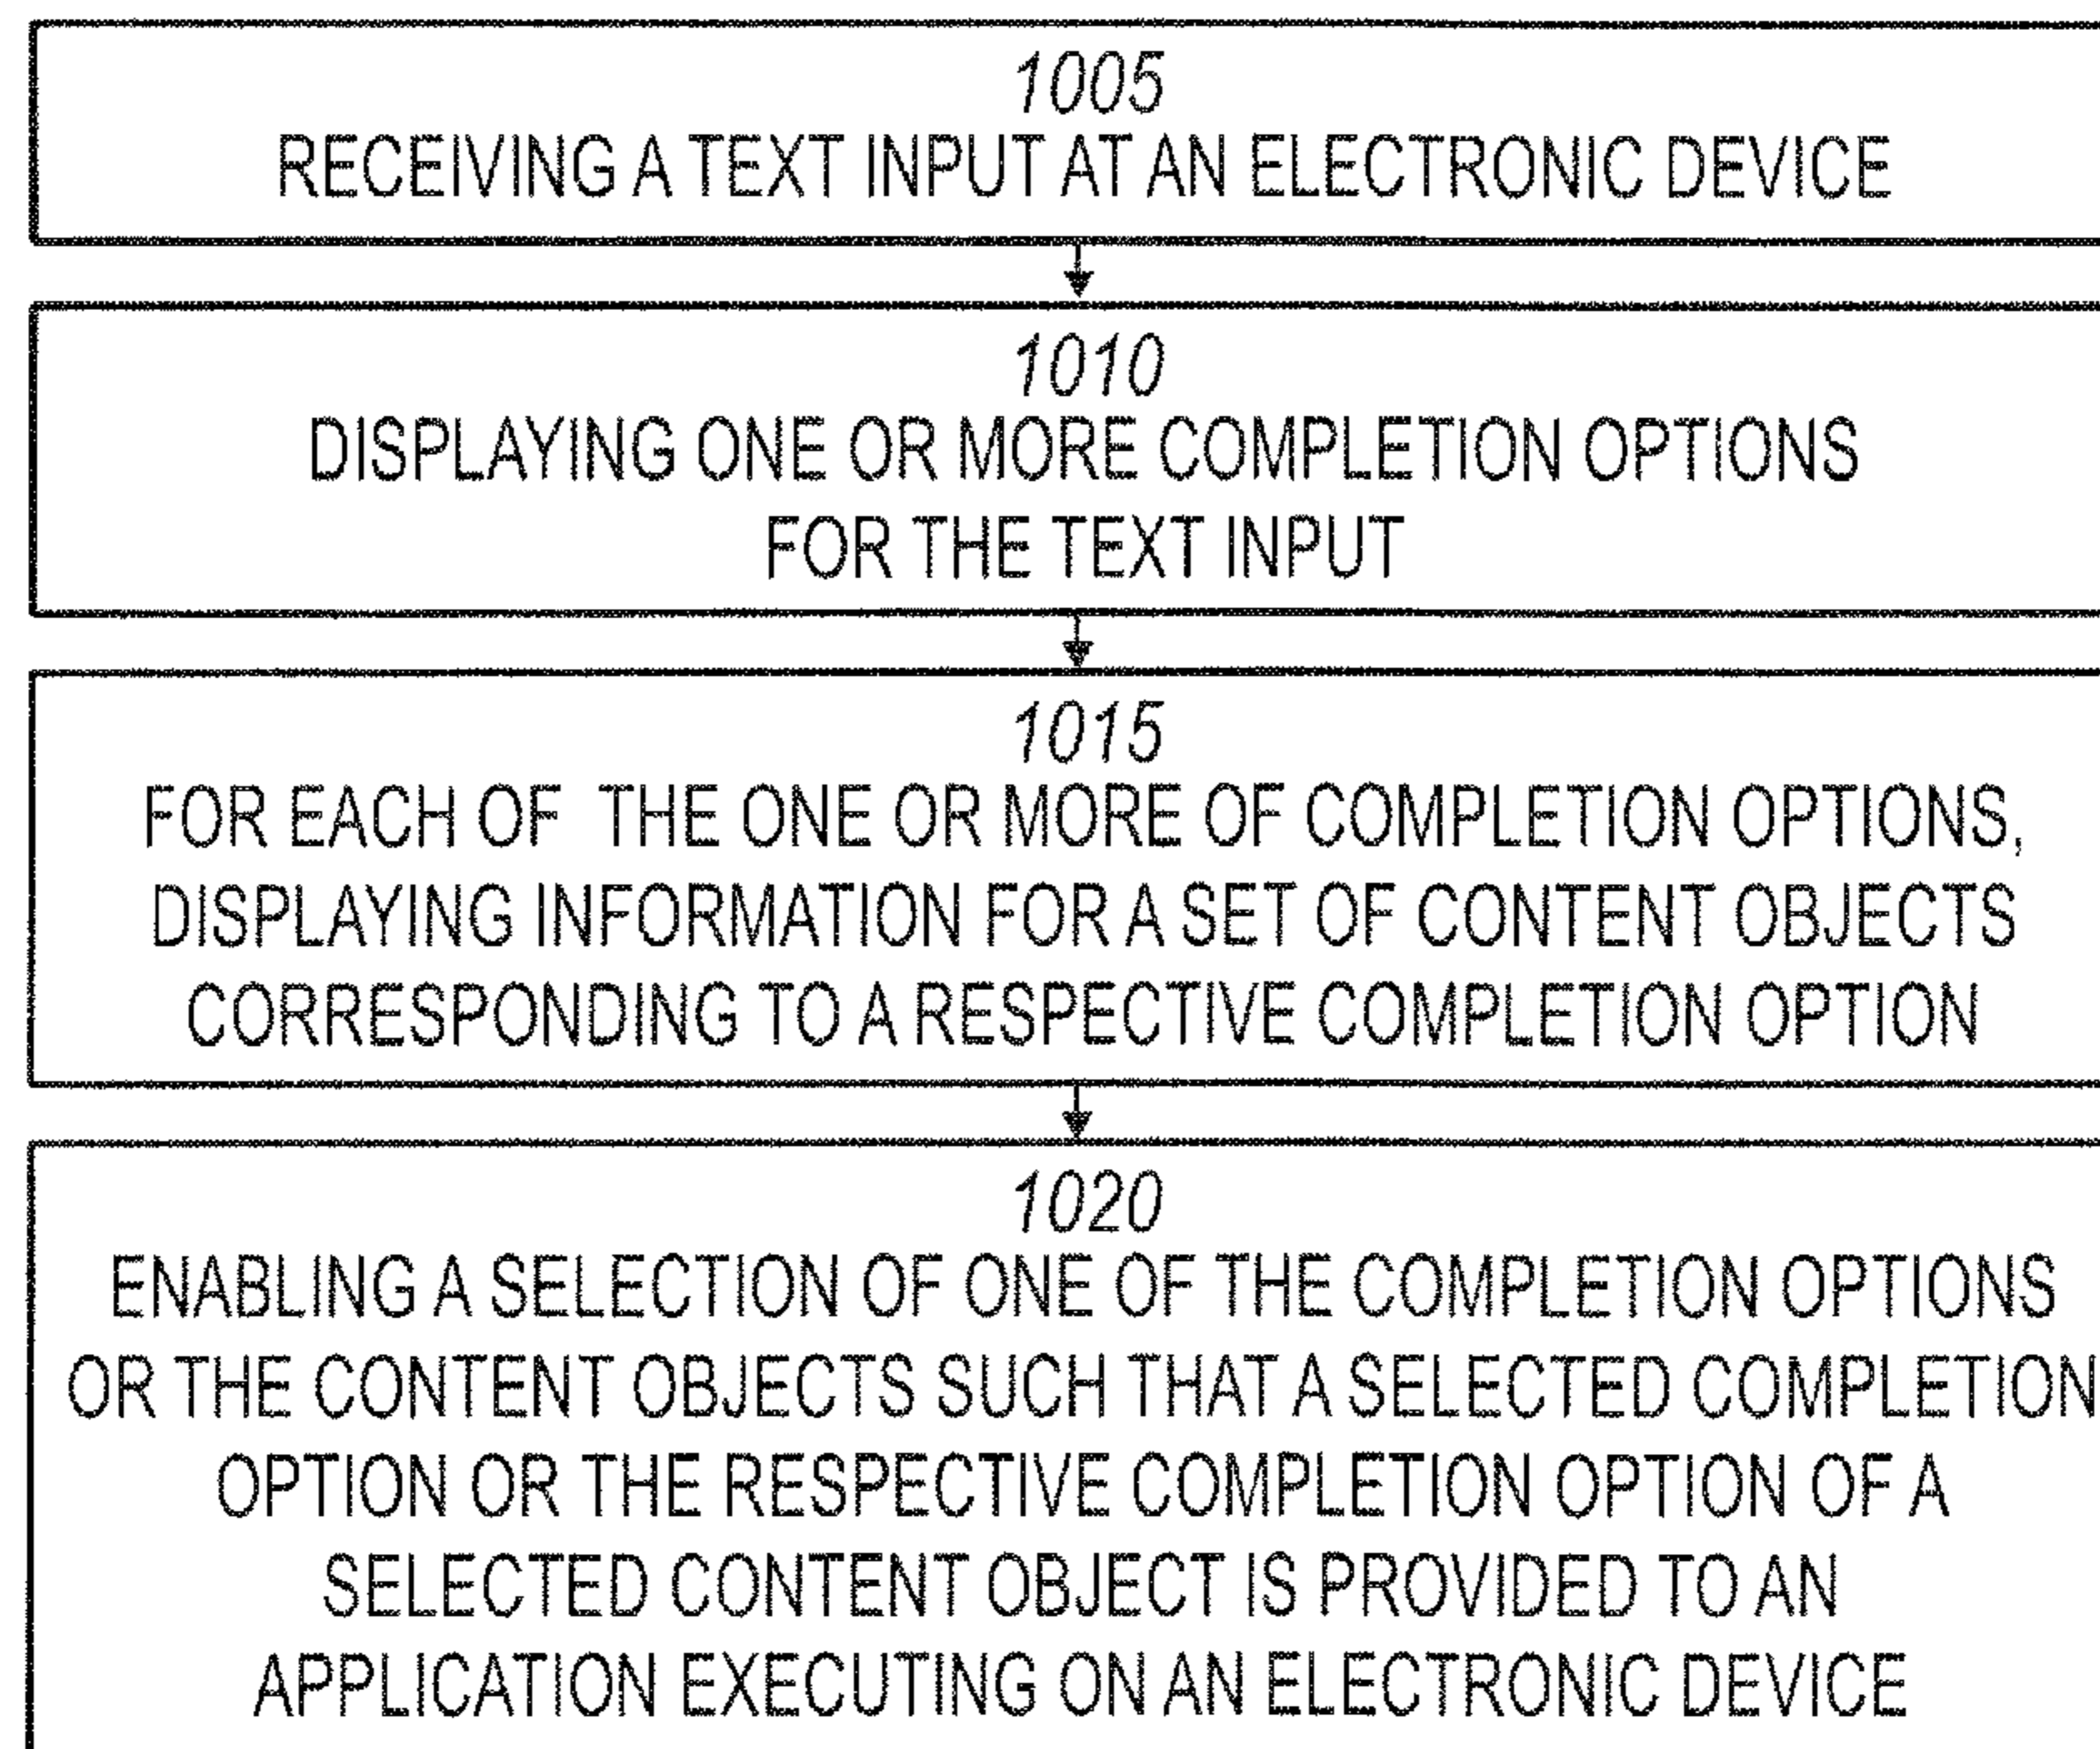 1005
RECEIVING A TEXT INPUT AT AN ELECTRONIC DEVICE
1010
DISPLAYING ONE OR MORE COMPLETION OPTIONS
FOR THE TEXT INPUT
1015
FOR EACH OF THE ONE OR MORE OF COMPLETION OPTIONS,
DISPLAYING INFORMATION FOR A SET OF CONTENT OBJECTS
CORRESPONDING TO A RESPECTIVE COMPLETION OPTION
1020
ENABLING A SELECTION OF ONE OF THE COMPLETION OPTIONS
OR THE CONTENT OBJECTS SUCH THAT A SELECTED COMPLETION
OPTION OR THE RESPECTIVE COMPLETION OPTION OF A
SELECTED CONTENT OBJECT IS PROVIDED TO AN
APPLICATION EXECUTING ON AN ELECTRONIC DEVICE